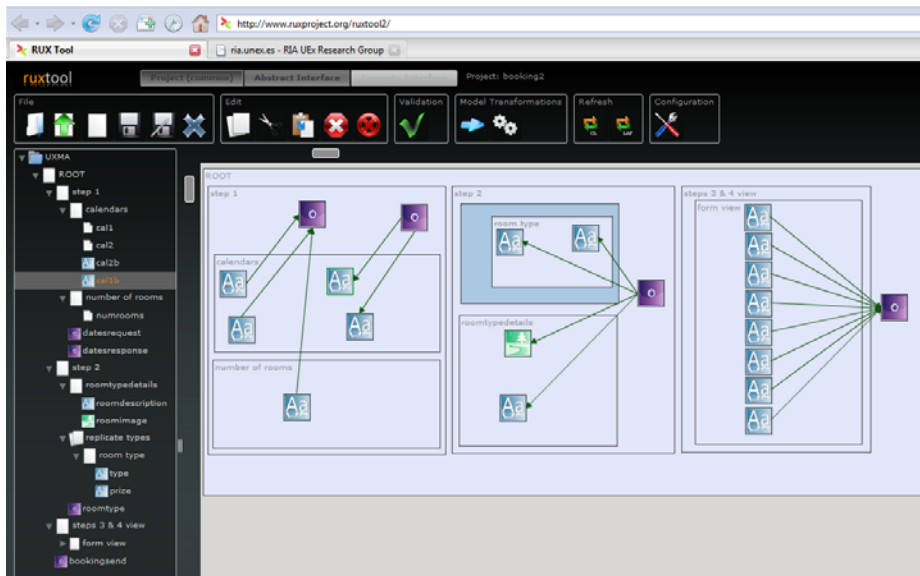 http://www.ruxproject.org/ruxtool2/
RUX Tool
ria.unex.es - RIA UEx Research Group
ruxtool
Project (common)
Abstract Interface
Project: booking2
File
Edit
Validation
Model Transformations
Refresh
Configuration
UXMA
ROOT
step 1
calendars
cal1
cal2
cal2b
cal1b
number of rooms
numrooms
datesrequest
datesresponse
step 2
roomtypedetails
roomdescription
roomimage
replicate types
room type
type
prize
roomtype
steps 3 & 4 view
form view
bookingsend
ROOT
step 1
calendars
number of rooms
step 2
room type
roomtypedetails
steps 3 & 4 view
form view